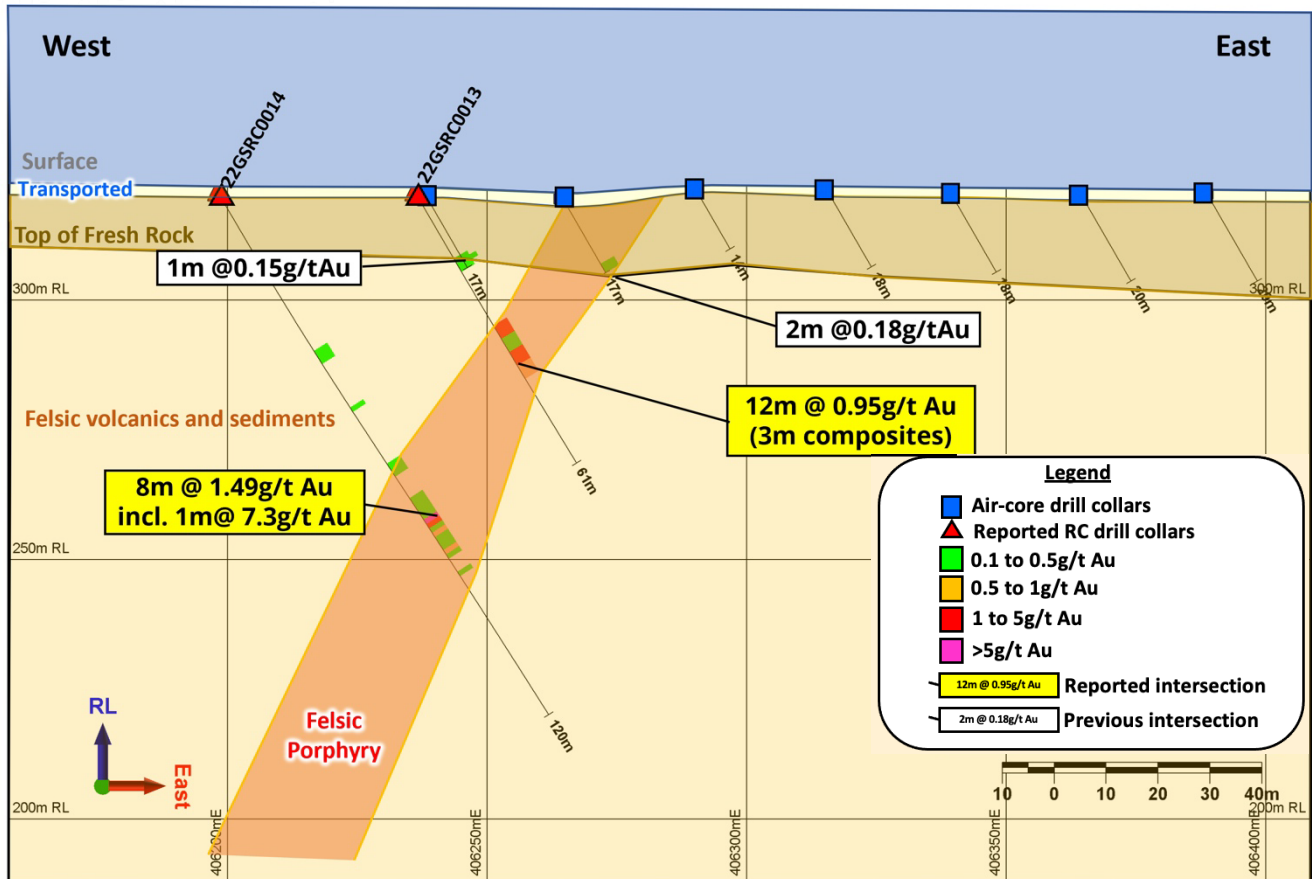 West
East
22GSRC0014
22GSRC0013
Surface
Transported
Top of Fresh Rock
1m @0.15g/tAu
17m
17m
14m
18m
18m
20m
300m RL
300m RL
2m @0.18g/tAu
12m @ 0.95g/t Au
(3m composites)
Felsic volcanics and sediments
61m
8m @ 1.49g/t Au
incl. 1m@ 7.3g/t Au
250m RL
Legend
Air-core drill collars
Reported RC drill collars
0.1 to 0.5g/t Au
0.5 to 1g/t Au
1 to 5g/t Au
>5g/t Au
12m @ 0.95g/t Au Reported intersection
2m @ 0.18g/t Au Previous intersection
120m
Felsic
Porphyry
RL
East
10 0 10 20 30 40m
200m RL
200m RL
406200mE
406250mE
406300mE
406350mE
406400mE